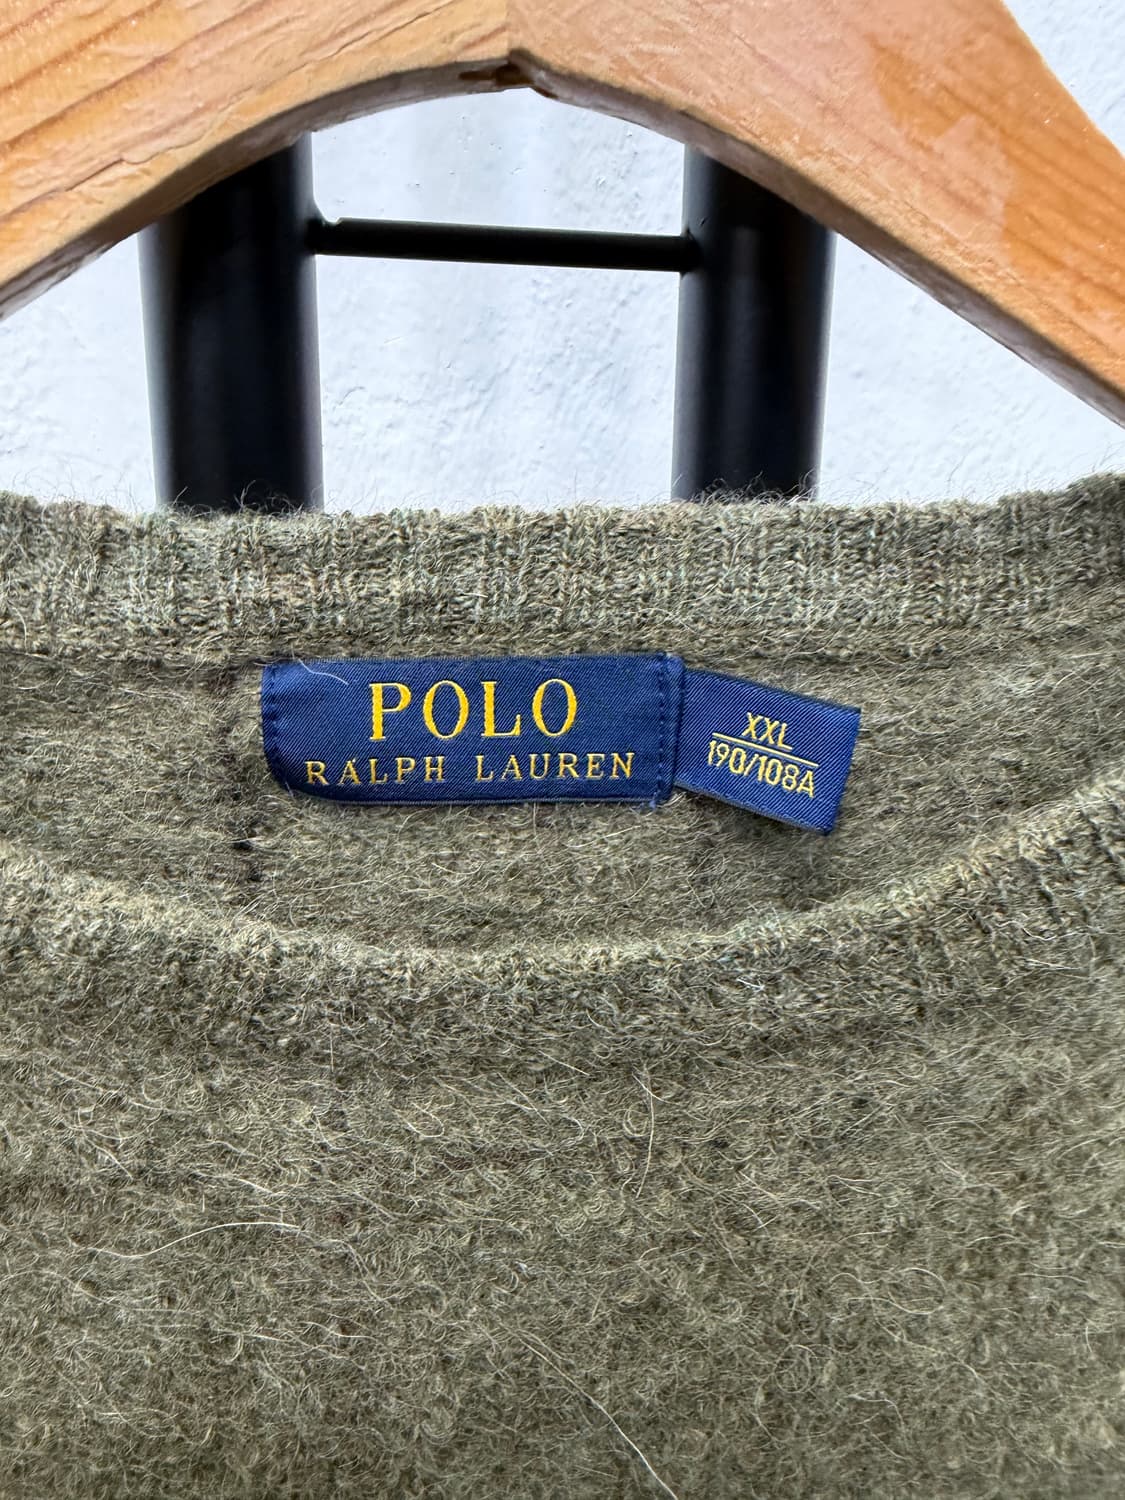 POLO
RALPH LAUREN
XXL
190/108A